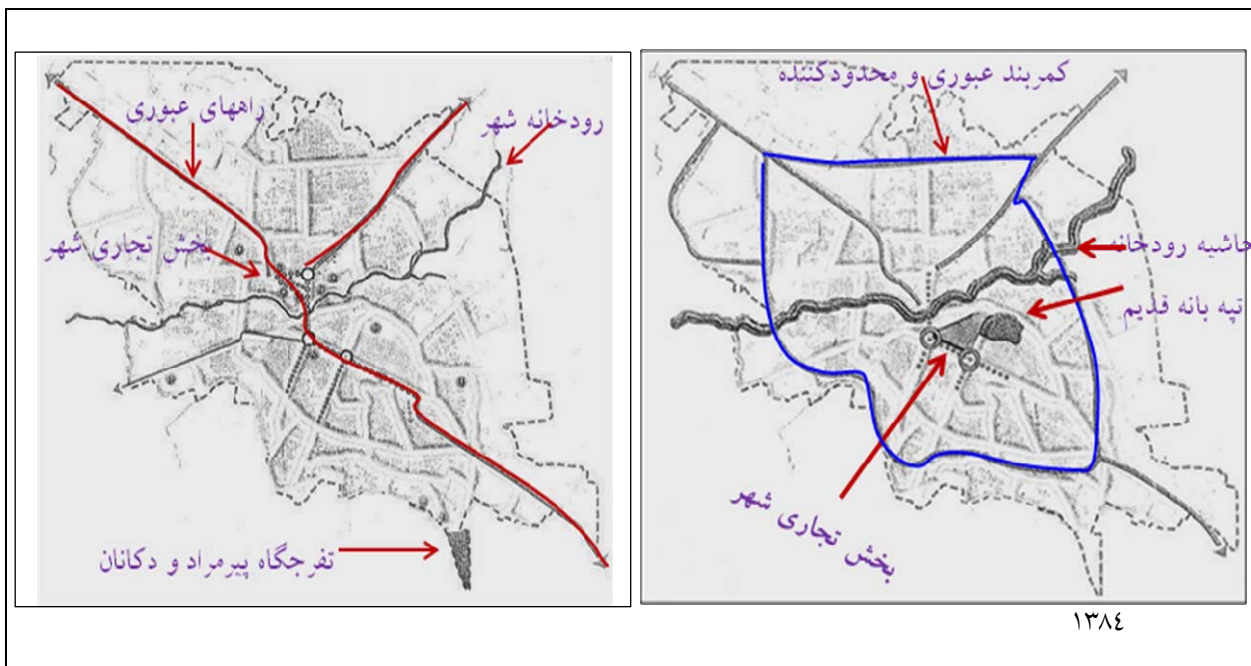 کمربند عبوری و محدودکننده
راههای عبوری
رودخانه شهر
بخش تجاری شهر
حاشیه رودخانه
تپه بانه قدیم
بخش تجاری شهر
تفرجگاه پیرمراد و دکانان
١٣٨٤